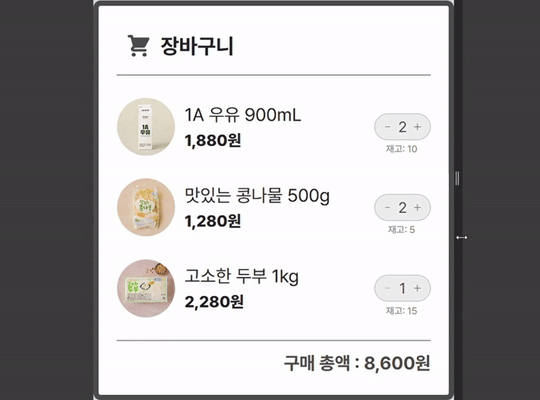 장바구니
1A 우유 900mL
1,880원
- 2 +
재고: 10
1A
우유
맛있는 콩나물 500g
1,280원
- 2 +
재고: 5
고소한 두부 1kg
2,280원
- 1 +
재고: 15
구매 총액 : 8,600원